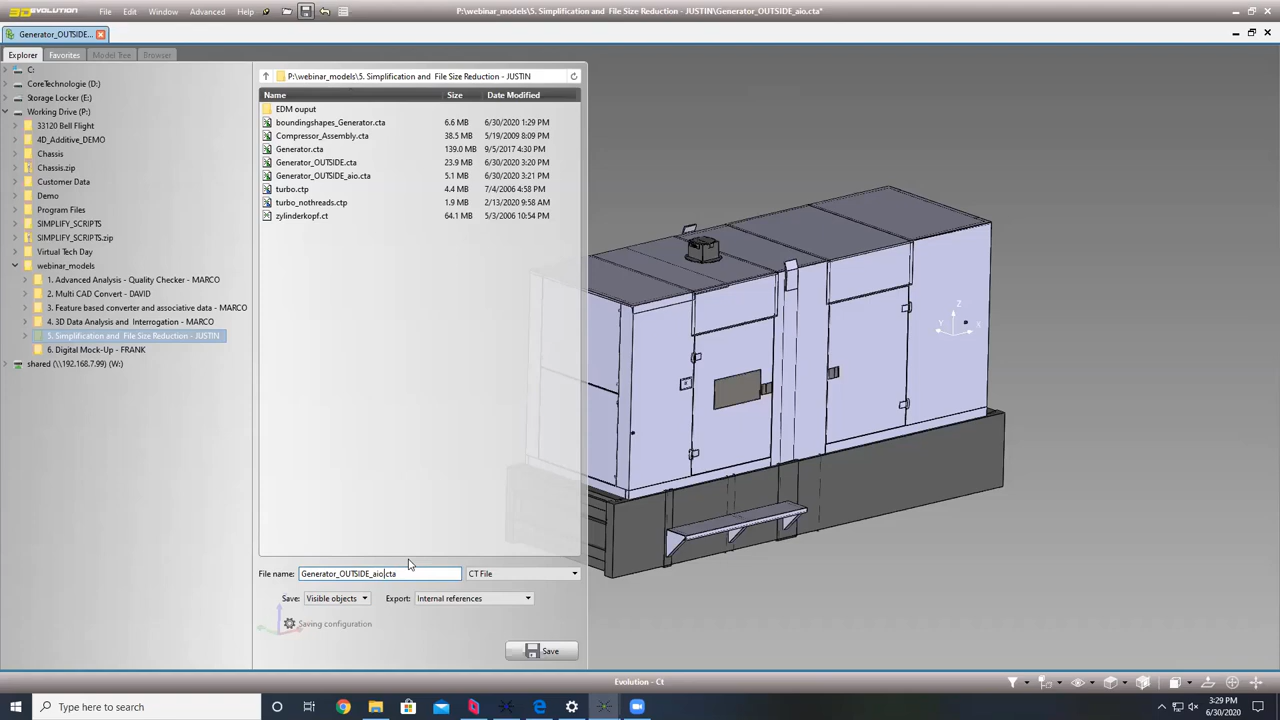 3D EVOLUTION File Edit Window Advanced Help P:\webinar_models\5. Simplification and File Size Reduction - JUSTIN\Generator_OUTSIDE_aio.cta*
Generator_OUTSIDE...
Explorer Favorites Model Tree Browser
C:
CoreTechnologie (D:)
Storage Locker (E:)
Working Drive (P:)
33120 Bell Flight
4D_Additive_DEMO
Chassis
Chassis.zip
Customer Data
Demo
Program Files
SIMPLIFY_SCRIPTS
SIMPLIFY_SCRIPTS.zip
Virtual Tech Day
webinar_models
1. Advanced Analysis - Quality Checker - MARCO
2. Multi CAD Convert - DAVID
3. Feature based converter and associative data - MARCO
4. 3D Data Analysis and Interrogation - MARCO
5. Simplification and File Size Reduction - JUSTIN
6. Digital Mock-Up - FRANK
shared (\\192.168.7.99) (W:)
P:\webinar_models\5. Simplification and File Size Reduction - JUSTIN
Name Size Date Modified
EDM ouput
boundingshapes_Generator.cta 6.6 MB 6/30/2020 1:29 PM
Compressor_Assembly.cta 38.5 MB 5/19/2009 8:09 PM
Generator.cta 139.0 MB 9/5/2017 4:30 PM
Generator_OUTSIDE.cta 23.9 MB 6/30/2020 3:20 PM
Generator_OUTSIDE_aio.cta 5.1 MB 6/30/2020 3:21 PM
turbo.ctp 4.4 MB 7/4/2006 4:58 PM
turbo_nothreads.ctp 1.9 MB 2/13/2020 9:58 AM
zylinderkopf.ct 64.1 MB 5/3/2006 10:54 PM
File name: Generator_OUTSIDE_aio.cta CT File
Save: Visible objects Export: Internal references
Saving configuration
Save
Z
Y X
Evolution - Ct
Type here to search
3:29 PM
6/30/2020